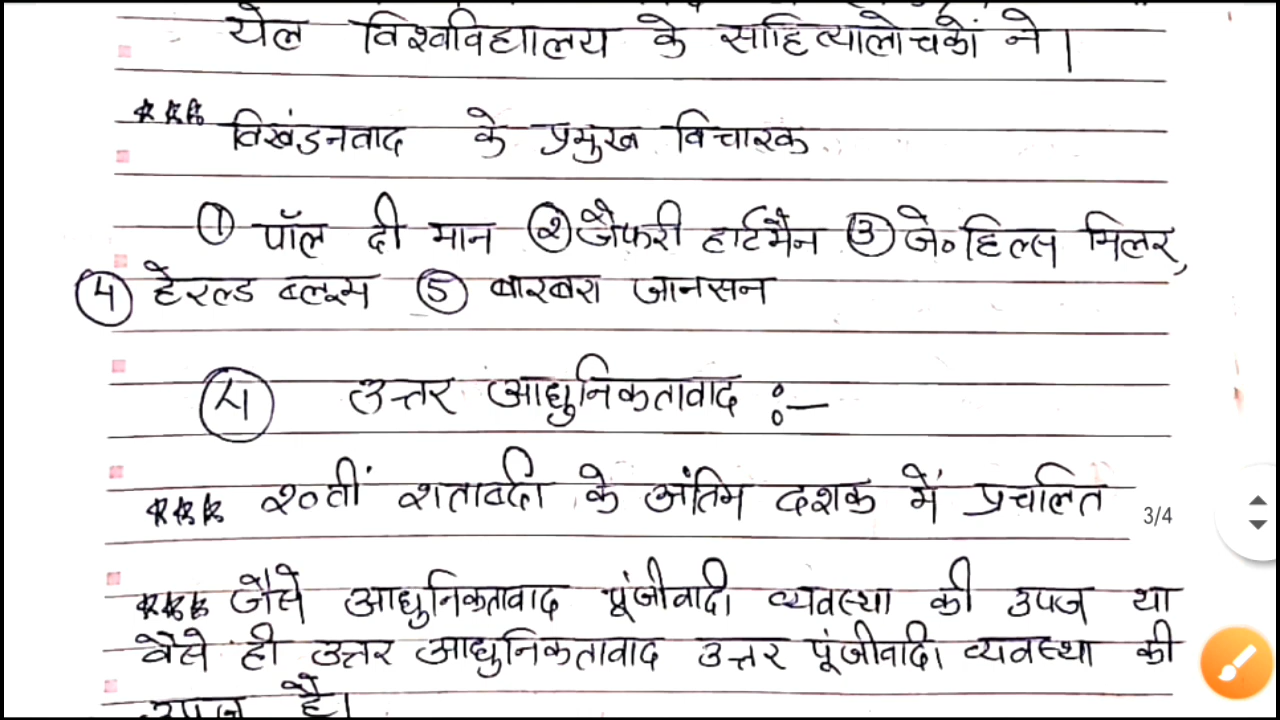 येल विश्वविद्यालय के साहित्यालोचकों ने।
*** विखंडनवाद के प्रमुख विचारक
① पॉल दी मान ② जैफरी हार्टमैन ③ जे० हिल्स मिलर,
④ हेरल्ड ब्लूम ⑤ बारबरा जानसन
④ उत्तर आधुनिकतावाद :–
*** २०वीं शताब्दी के अंतिम दशक में प्रचलित
3/4
*** जैसे आधुनिकतावाद पूंजीवादी व्यवस्था की उपज था
वैसे ही उत्तर आधुनिकतावाद उत्तर पूंजीवादी व्यवस्था की
उपज है।